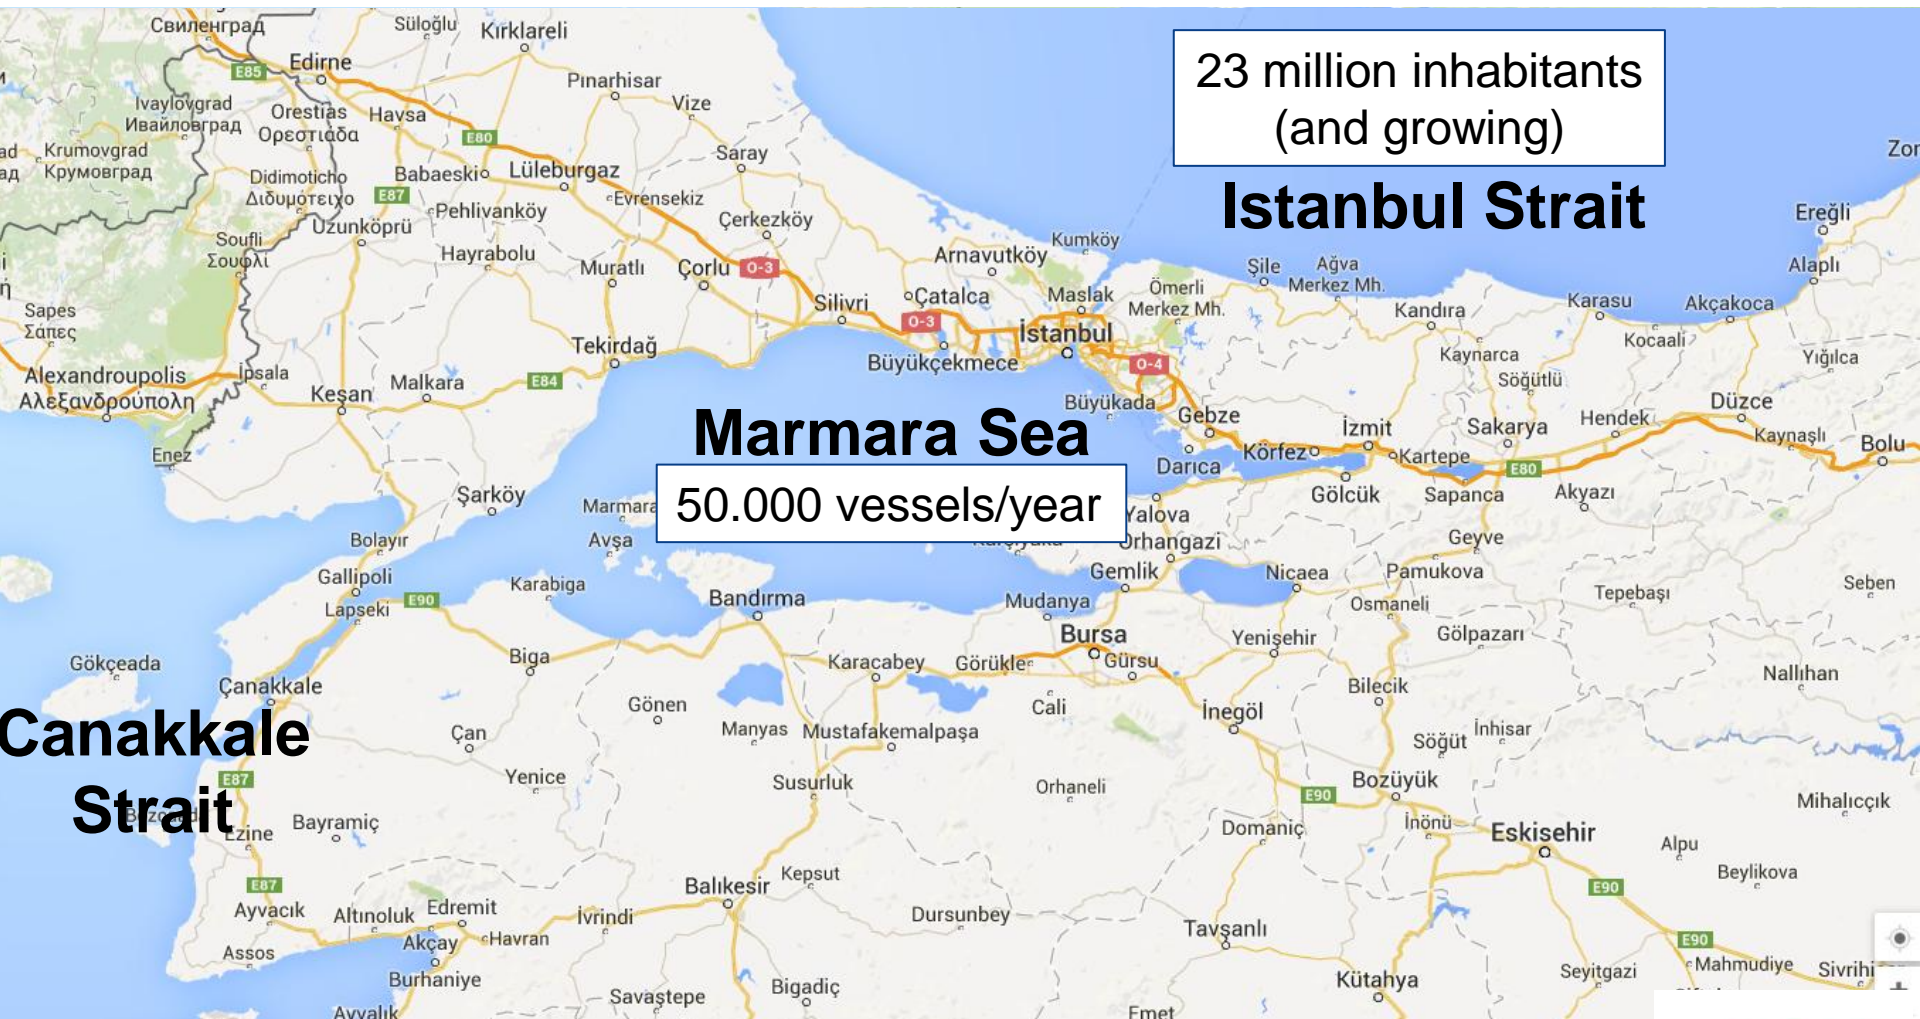 Свиленград
Süloğlu
Kırklareli
23 million inhabitants
(and growing)
Istanbul Strait
E85
Edirne
Pınarhisar
Vize
Ivaylovgrad
Ивайловград
Orestias
Ορεστιάδα
Havsa
E80
Krumovgrad
Крумовград
Saray
Didimoticho
Διδυμότειχο
E87
Babaeski
Lüleburgaz
Evrensekiz
Pehlivanköy
Çerkezköy
Ereğli
Uzunköprü
Soufli
Σουφλί
Hayrabolu
Muratlı
Çorlu
O-3
Arnavutköy
Kumköy
Şile
Ağva
Merkez Mh.
Alaplı
Sapes
Σάπες
Silivri
Çatalca
Maslak
Ömerli
Merkez Mh.
Kandıra
Karasu
Akçakoca
O-3
İstanbul
Kocaali
Tekirdağ
Büyükçekmece
O-4
Kaynarca
Yığılca
Alexandroupolis
Αλεξανδρούπολη
İpsala
Keşan
Malkara
E84
Söğütlü
Marmara Sea
Büyükada
Gebze
İzmit
Sakarya
Hendek
Düzce
Kaynaşlı
Bolu
Enez
Darıca
Körfez
Kartepe
E80
50.000 vessels/year
Şarköy
Marmara
Gölcük
Sapanca
Akyazı
Yalova
Bolayır
Avşa
Orhangazi
Geyve
Gallipoli
Karabiga
Gemlik
Nicaea
Pamukova
Tepebaşı
Seben
Lapseki
E90
Bandırma
Mudanya
Osmaneli
Bursa
Yenişehir
Gölpazarı
Gökçeada
Biga
Karacabey
Görükle
Gürsu
Nallıhan
Çanakkale
Gönen
Cali
İnegöl
Bilecik
Canakkale
Strait
Çan
Manyas
Mustafakemalpaşa
Söğüt
İnhisar
E87
Yenice
Susurluk
Orhaneli
E90
Bozüyük
Mihalıççık
Ezine
Bayramiç
Domaniç
İnönü
Eskisehir
Alpu
Beylikova
E87
Balıkesir
Kepsut
E90
Ayvacık
Altınoluk
Edremit
İvrindi
Dursunbey
Tavşanlı
Akçay
Havran
E90
Assos
Burhaniye
Bigadiç
Kütahya
Seyitgazi
Mahmudiye
Savaştepe
Ayvalık
Emet